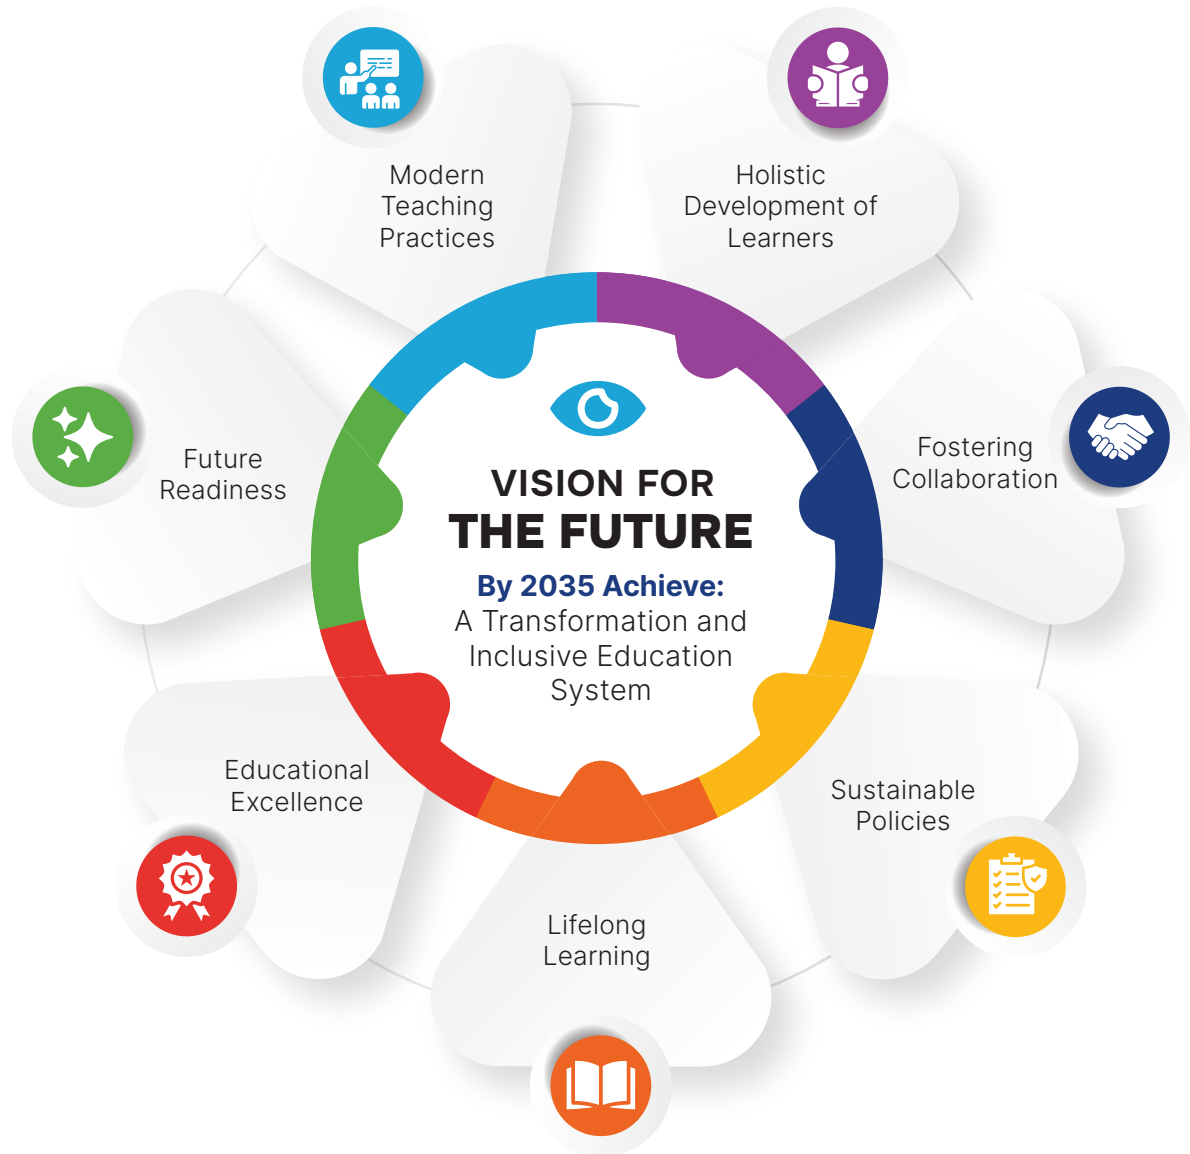 Modern
Teaching
Practices
Holistic
Development of
Learners
Future
Readiness
Fostering
Collaboration
VISION FOR
THE FUTURE
By 2035 Achieve:
A Transformation and
Inclusive Education
System
Educational
Excellence
Sustainable
Policies
Lifelong
Learning